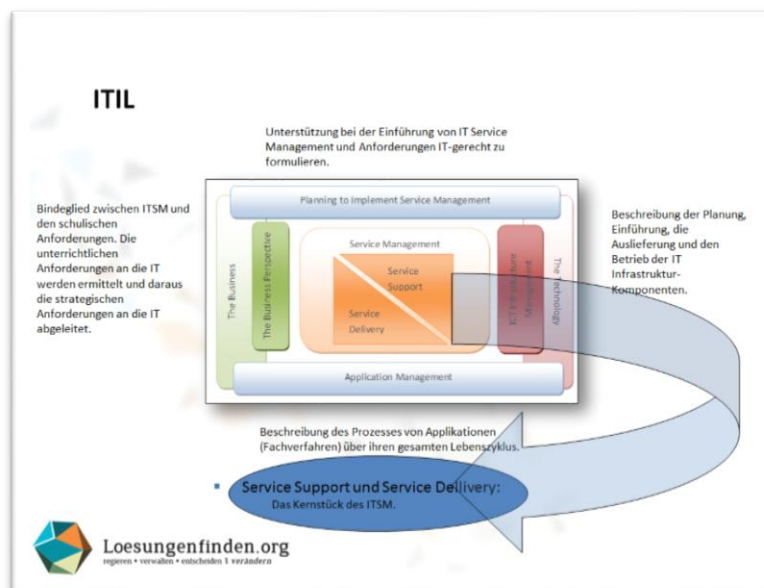 ITIL
Unterstützung bei der Einführung von IT Service
Management und Anforderungen IT-gerecht zu
formulieren.
Bindeglied zwischen ITSM und
den schulischen
Anforderungen. Die
unterrichtlichen
Anforderungen an die IT
werden ermittelt und daraus
die strategischen
Anforderungen an die IT
abgeleitet.
Planning to Implement Service Management
The Business
The Business Perspective
Service Management
Service
Support
Service
Delivery
ICT Infrastructure
Management
The Technology
Application Management
Beschreibung der Planung,
Einführung, die
Auslieferung und den
Betrieb der IT
Infrastruktur-
Komponenten.
Beschreibung des Prozesses von Applikationen
(Fachverfahren) über ihren gesamten Lebenszyklus.
Service Support und Service Dellivery:
Das Kernstück des ITSM.
Loesungenfinden.org
regieren • verwalten • entscheiden \ verändern